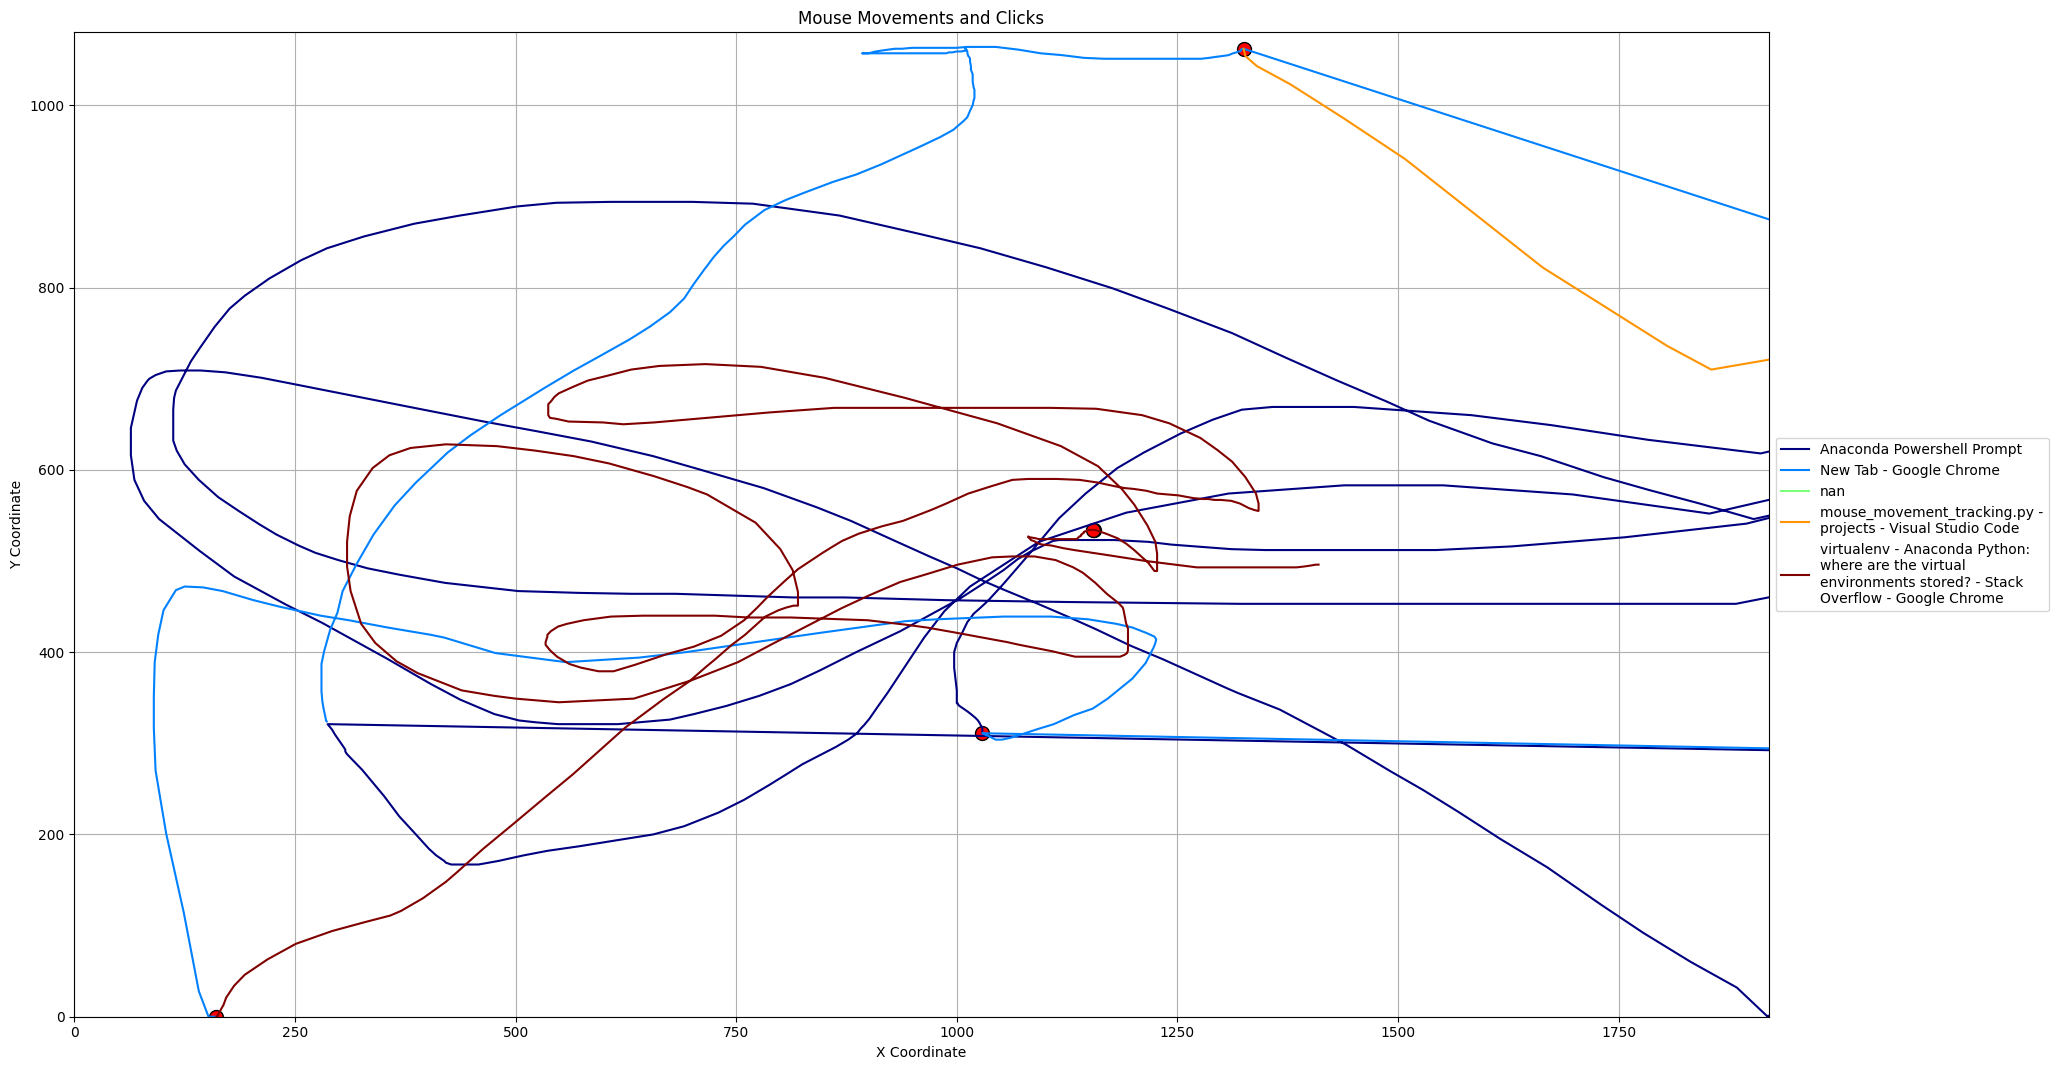 Mouse Movements and Clicks
1000
800
600
400
200
0
Y Coordinate
0 250 500 750 1000 1250 1500 1750
X Coordinate
Anaconda Powershell Prompt
New Tab - Google Chrome
nan
mouse_movement_tracking.py -
projects - Visual Studio Code
virtualenv - Anaconda Python:
where are the virtual
environments stored? - Stack
Overflow - Google Chrome